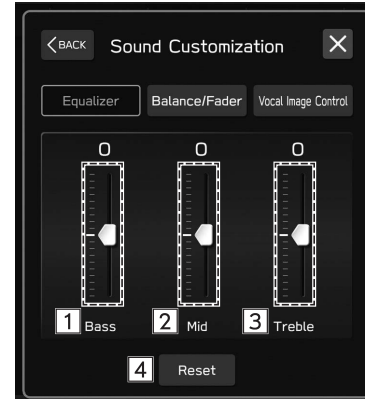 BACK Sound Customization
Equalizer Balance/Fader Vocal Image Control
0 0 0
1 Bass 2 Mid 3 Treble
4 Reset